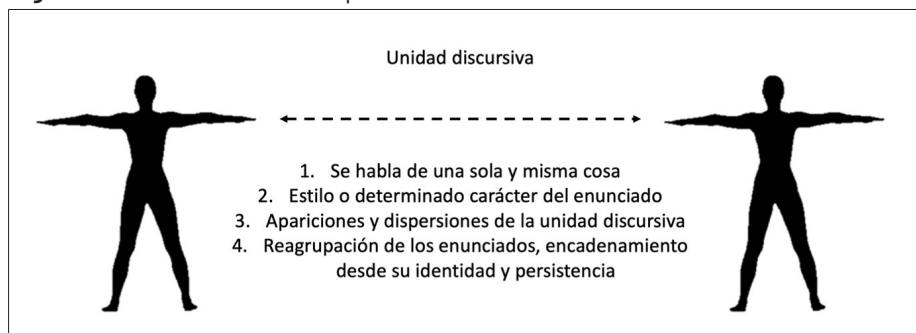 Unidad discursiva
1. Se habla de una sola y misma cosa
2. Estilo o determinado carácter del enunciado
3. Apariciones y dispersiones de la unidad discursiva
4. Reagrupación de los enunciados, encadenamiento
desde su identidad y persistencia